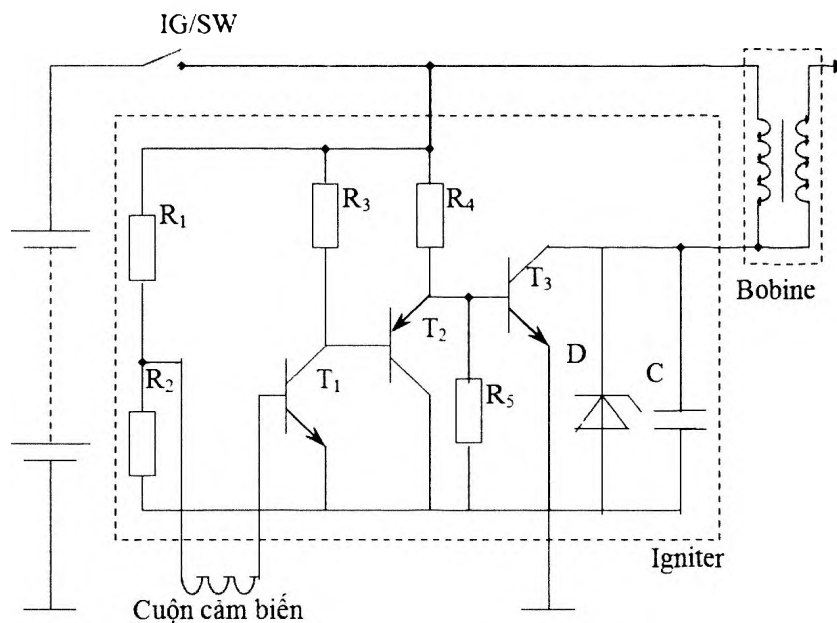 IG/SW
R₁
R₃
R₄
T₃
Bobine
T₂
D
C
R₂
T₁
R₅
Igniter
Cuộn cảm biến